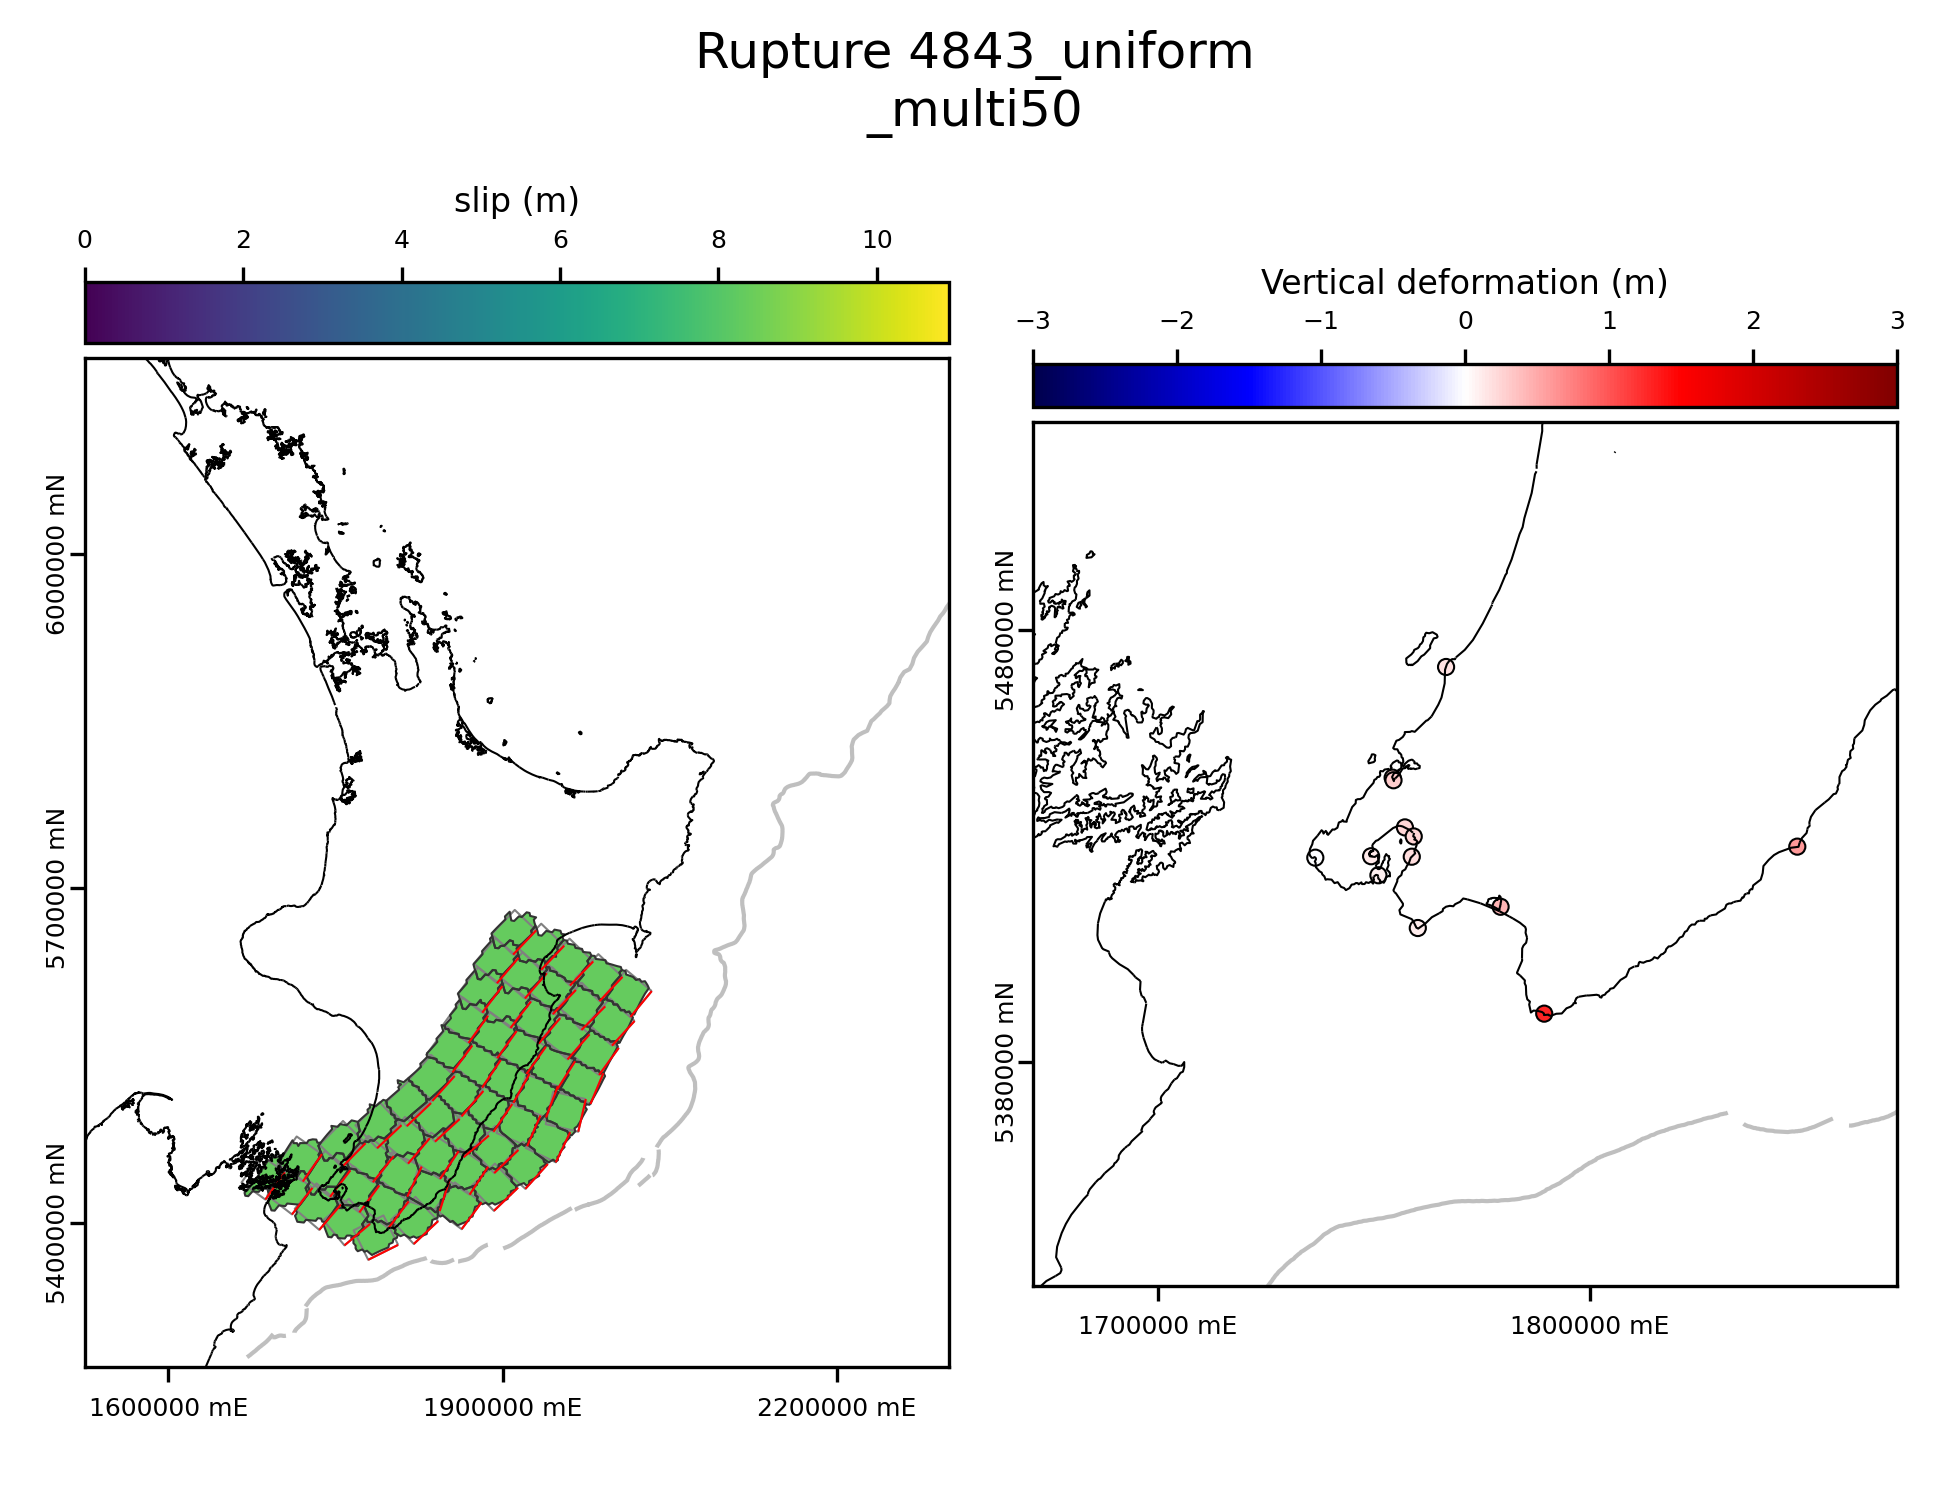 Rupture 4843_uniform
_multi50
slip (m)
0 2 4 6 8 10
6000000 mN
5700000 mN
5400000 mN
1600000 mE 1900000 mE 2200000 mE
Vertical deformation (m)
−3 −2 −1 0 1 2 3
5480000 mN
5380000 mN
1700000 mE 1800000 mE